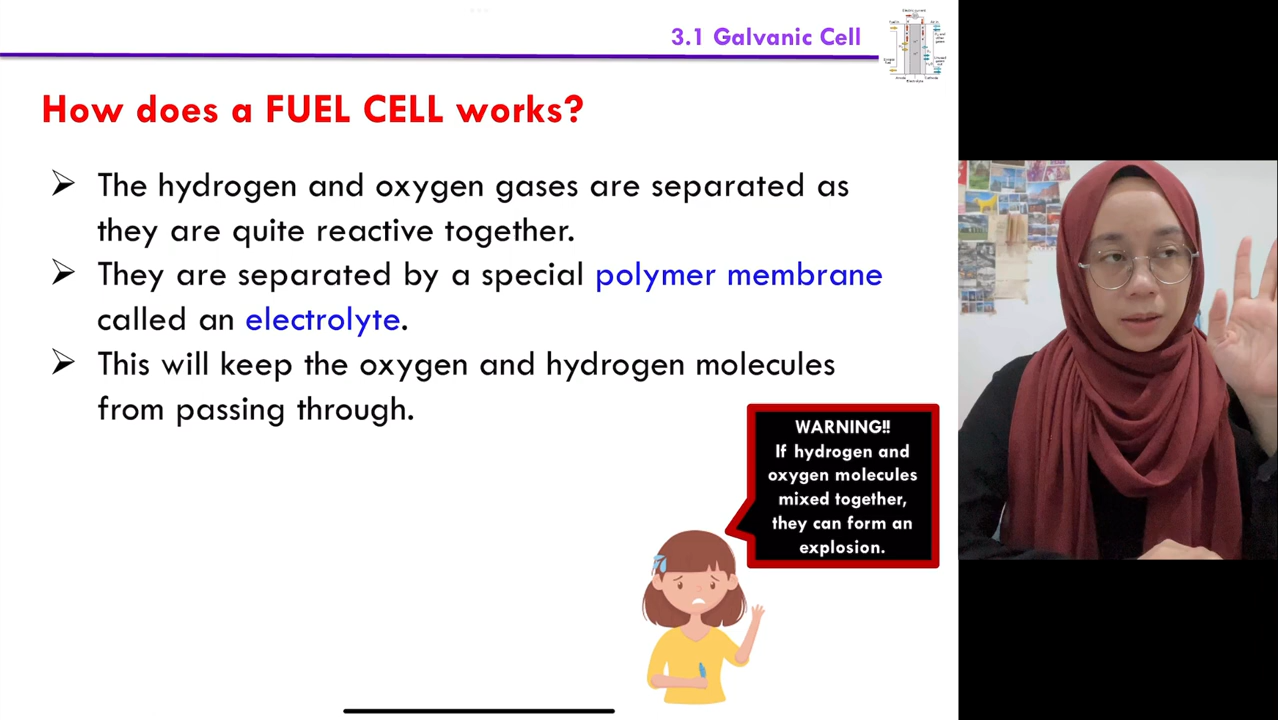 3.1 Galvanic Cell
How does a FUEL CELL works?
The hydrogen and oxygen gases are separated as
they are quite reactive together.
They are separated by a special polymer membrane
called an electrolyte.
This will keep the oxygen and hydrogen molecules
from passing through.
WARNING!!
If hydrogen and
oxygen molecules
mixed together,
they can form an
explosion.